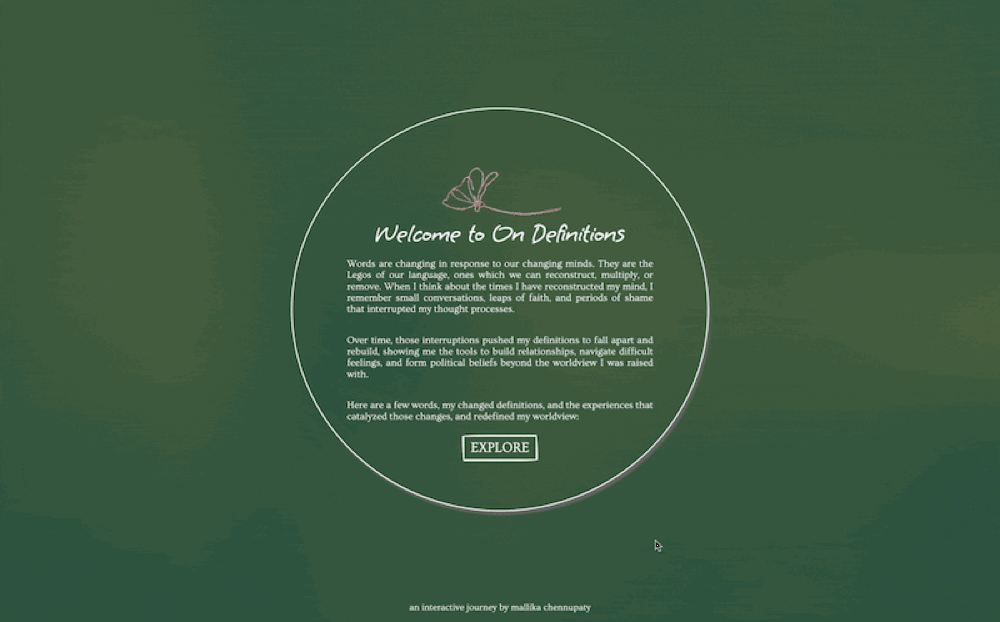 Welcome to On Definitions
Words are changing in response to our changing minds. They are the
Legos of our language, ones which we can reconstruct, multiply, or
remove. When I think about the times I have reconstructed my mind, I
remember small conversations, leaps of faith, and periods of shame
that interrupted my thought processes.
Over time, those interruptions pushed my definitions to fall apart and
rebuild, showing me the tools to build relationships, navigate difficult
feelings, and form political beliefs beyond the worldview I was raised
with.
Here are a few words, my changed definitions, and the experiences that
catalyzed those changes, and redefined my worldview:
EXPLORE
an interactive journey by mallika chennupaty